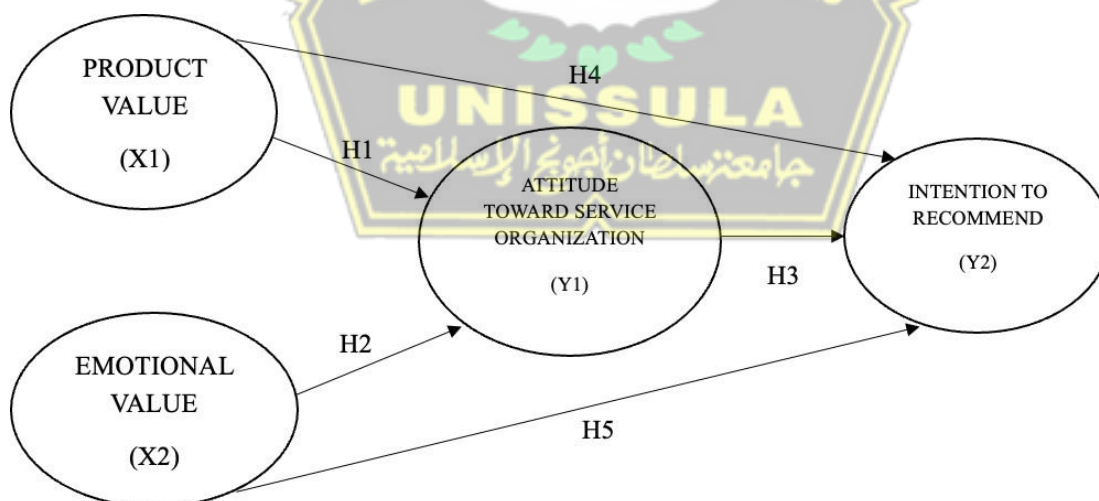 PRODUCT
VALUE
(X1)
H4
UNISSULA
جامعة سلطان أجونج الإسلامية
H1
ATTITUDE
TOWARD SERVICE
ORGANIZATION
(Y1)
INTENTION TO
RECOMMEND
(Y2)
H3
H2
EMOTIONAL
VALUE
(X2)
H5